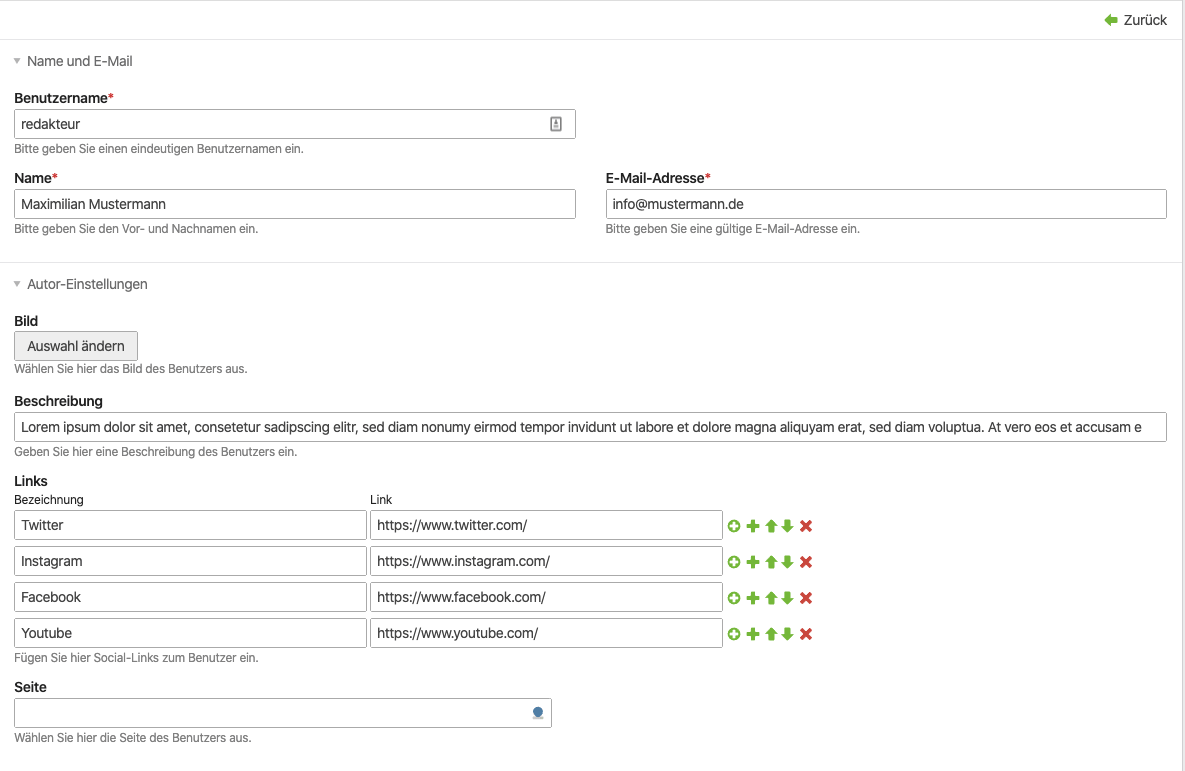 Zurück
Name und E-Mail
Benutzername*
redakteur
Bitte geben Sie einen eindeutigen Benutzernamen ein.
Name* E-Mail-Adresse*
Maximilian Mustermann info@mustermann.de
Bitte geben Sie den Vor- und Nachnamen ein. Bitte geben Sie eine gültige E-Mail-Adresse ein.
Autor-Einstellungen
Bild
Auswahl ändern
Wählen Sie hier das Bild des Benutzers aus.
Beschreibung
Lorem ipsum dolor sit amet, consetetur sadipscing elitr, sed diam nonumy eirmod tempor invidunt ut labore et dolore magna aliquyam erat, sed diam voluptua. At vero eos et accusam e
Geben Sie hier eine Beschreibung des Benutzers ein.
Links
Bezeichnung Link
Twitter https://www.twitter.com/
Instagram https://www.instagram.com/
Facebook https://www.facebook.com/
Youtube https://www.youtube.com/
Fügen Sie hier Social-Links zum Benutzer ein.
Seite
Wählen Sie hier die Seite des Benutzers aus.